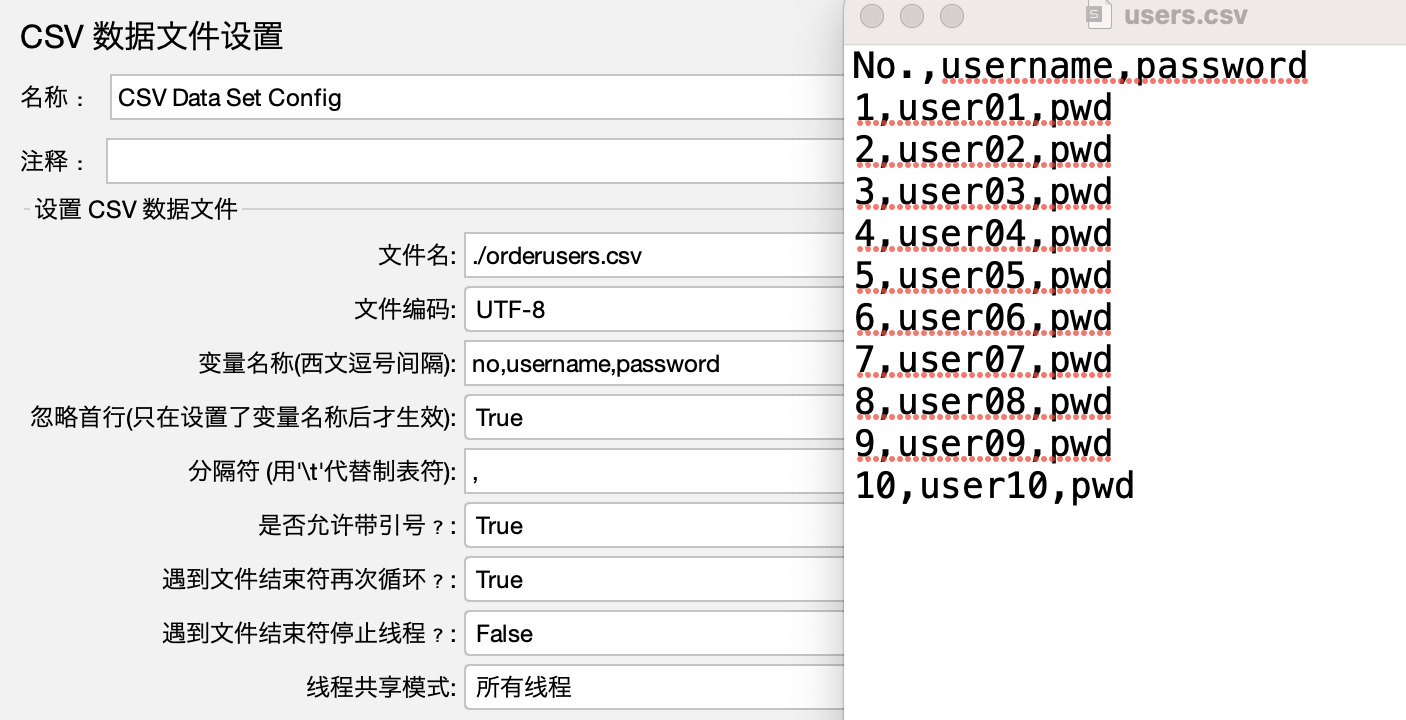 CSV 数据文件设置
名称： CSV Data Set Config
注释：
设置 CSV 数据文件
文件名: ./orderusers.csv
文件编码: UTF-8
变量名称(西文逗号间隔): no,username,password
忽略首行(只在设置了变量名称后才生效): True
分隔符 (用'\t'代替制表符): ,
是否允许带引号？: True
遇到文件结束符再次循环？: True
遇到文件结束符停止线程？: False
线程共享模式: 所有线程
users.csv
No.,username,password
1,user01,pwd
2,user02,pwd
3,user03,pwd
4,user04,pwd
5,user05,pwd
6,user06,pwd
7,user07,pwd
8,user08,pwd
9,user09,pwd
10,user10,pwd